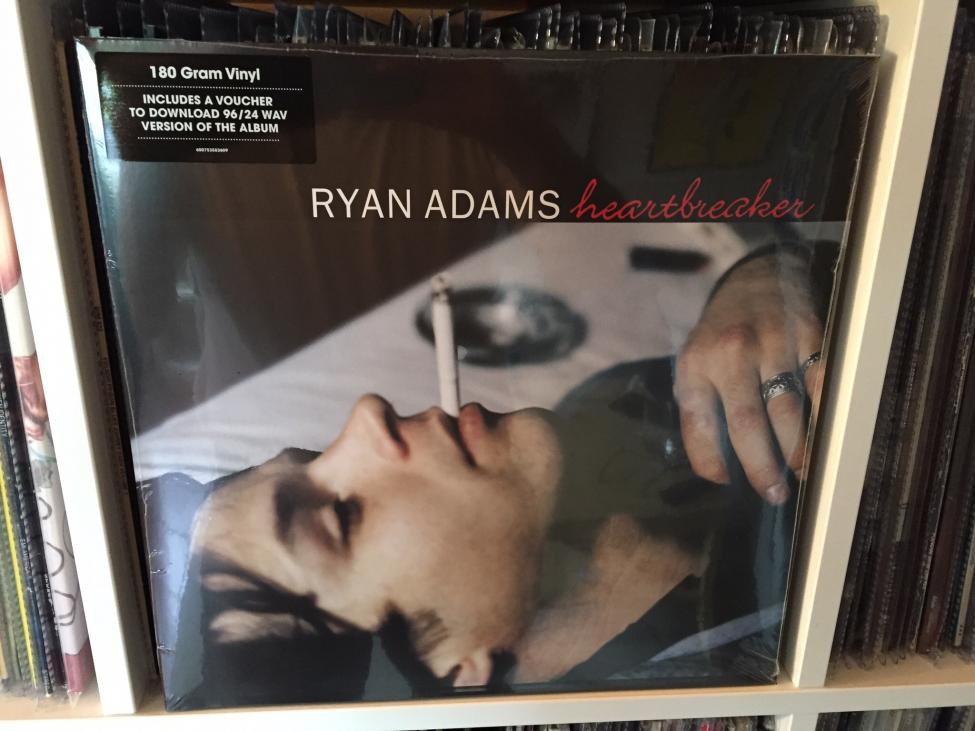 180 Gram Vinyl
INCLUDES A VOUCHER
TO DOWNLOAD 96/24 WAV
VERSION OF THE ALBUM
RYAN ADAMS heartbreaker